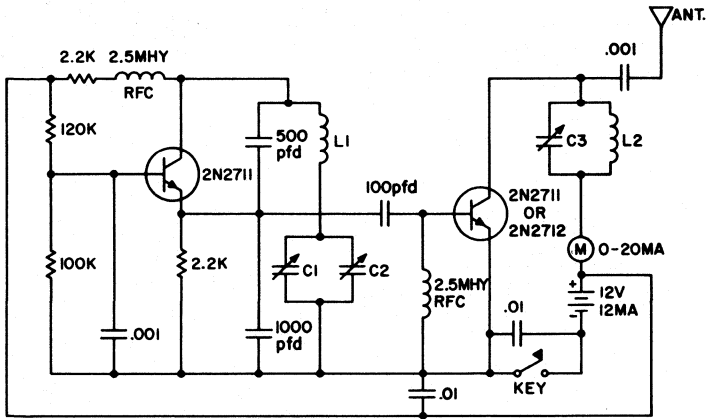 ANT.
.001
2.2K
2.5MHY
RFC
120K
500
pfd
L1
C3
L2
2N2711
100pfd
2N2711
OR
2N2712
M
0-20MA
100K
2.2K
C1
C2
2.5MHY
RFC
+
12V
-
12MA
.001
1000
pfd
.01
KEY
.01